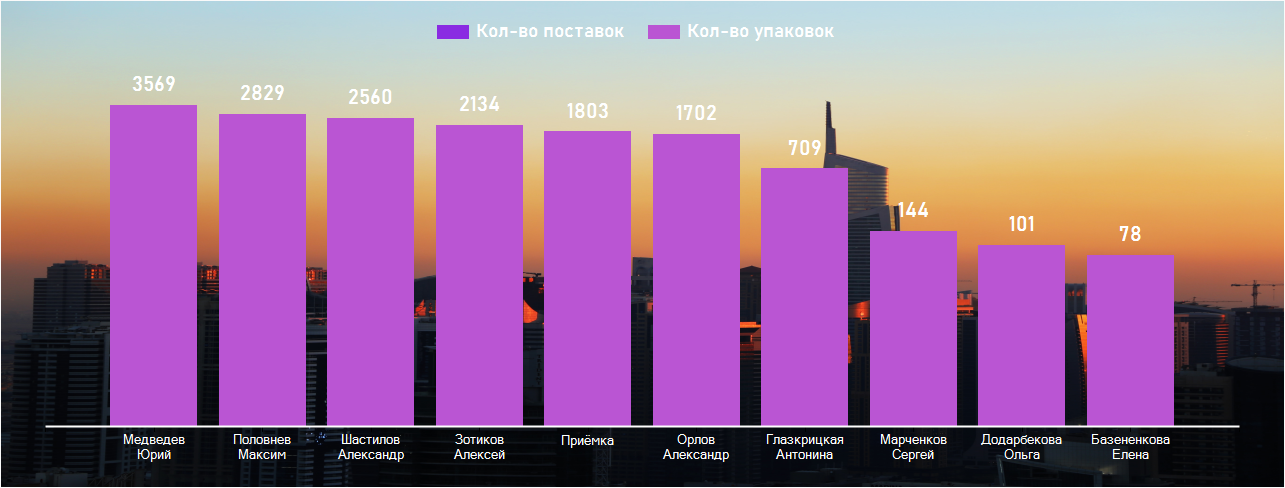 Кол-во поставок Кол-во упаковок
3569 2829 2560 2134 1803 1702 709 144 101 78
Медведев Юрий
Половнев Максим
Шастилов Александр
Зотиков Алексей
Приёмка
Орлов Александр
Глазкрицкая Антонина
Марченков Сергей
Додарбекова Ольга
Базененкова Елена